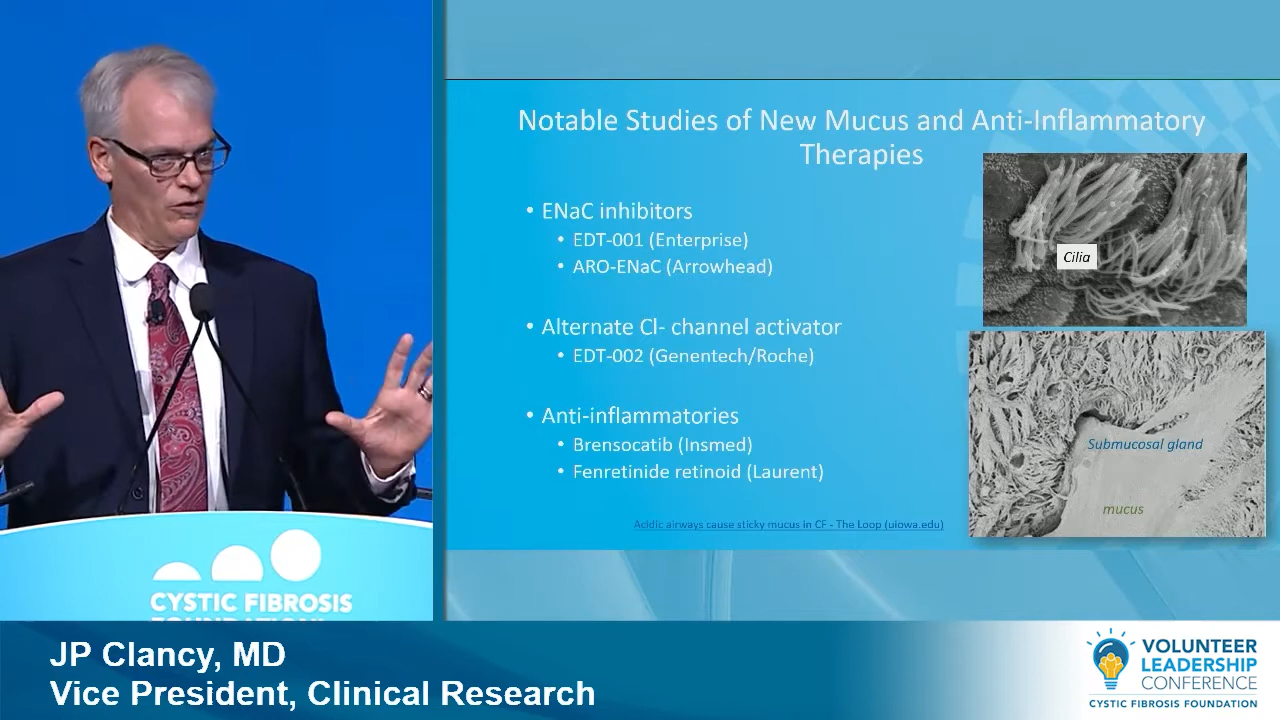 Notable Studies of New Mucus and Anti-Inflammatory
Therapies
• ENaC inhibitors
• EDT-001 (Enterprise)
• ARO-ENaC (Arrowhead)
• Alternate Cl- channel activator
• EDT-002 (Genentech/Roche)
• Anti-inflammatories
• Brensocatib (Insmed)
• Fenretinide retinoid (Laurent)
Acidic airways cause sticky mucus in CF - The Loop (uiowa.edu)
Cilia
Submucosal gland
mucus
CYSTIC FIBROSIS
FOUNDATION
JP Clancy, MD
Vice President, Clinical Research
VOLUNTEER
LEADERSHIP
CONFERENCE
CYSTIC FIBROSIS FOUNDATION